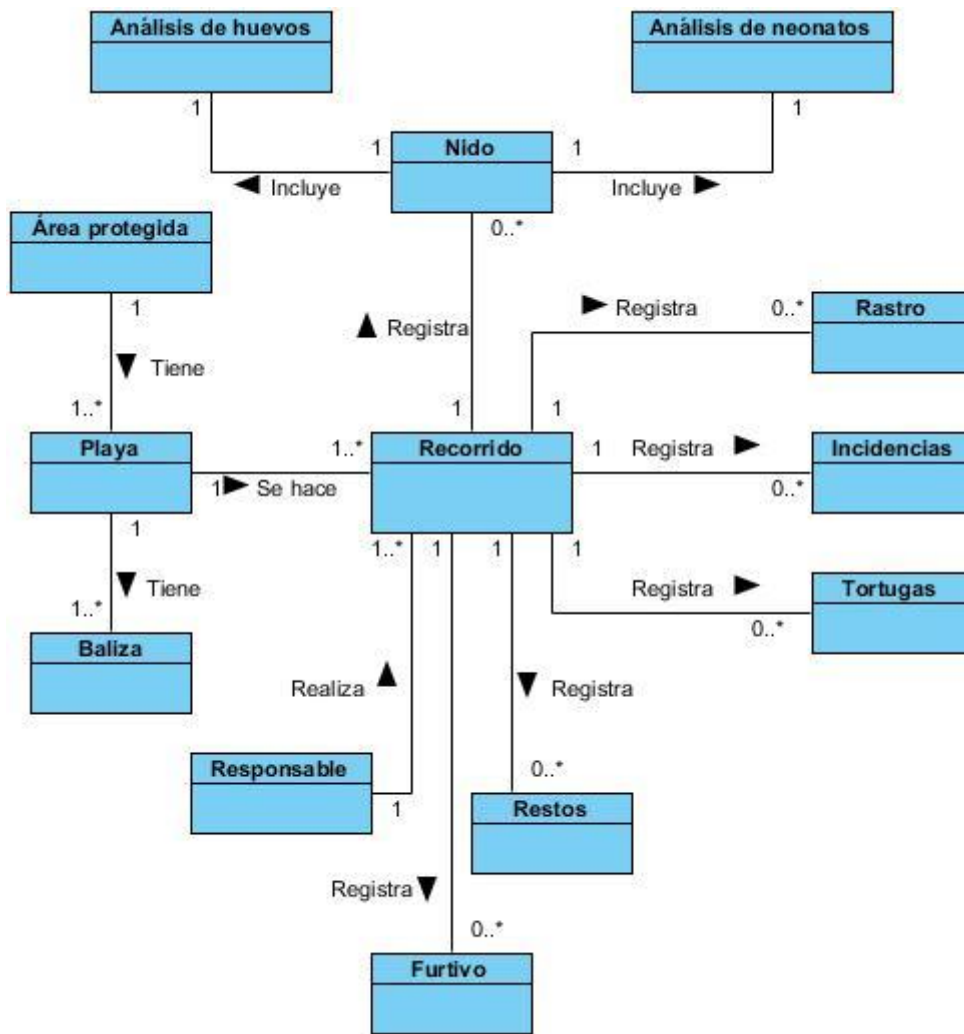 Análisis de huevos
Análisis de neonatos
1
1
1
Nido
1
Incluye
Incluye
0..*
Área protegida
1
Registra
0..*
Rastro
Registra
Tiene
1..*
1
1
Playa
1..*
Recorrido
1
Registra
Incidencias
1
Se hace
0..*
1
1..*
1
1
1
Tiene
Registra
Tortugas
1..*
0..*
Baliza
Realiza
Registra
Responsable
0..*
1
Restos
Registra
0..*
Furtivo